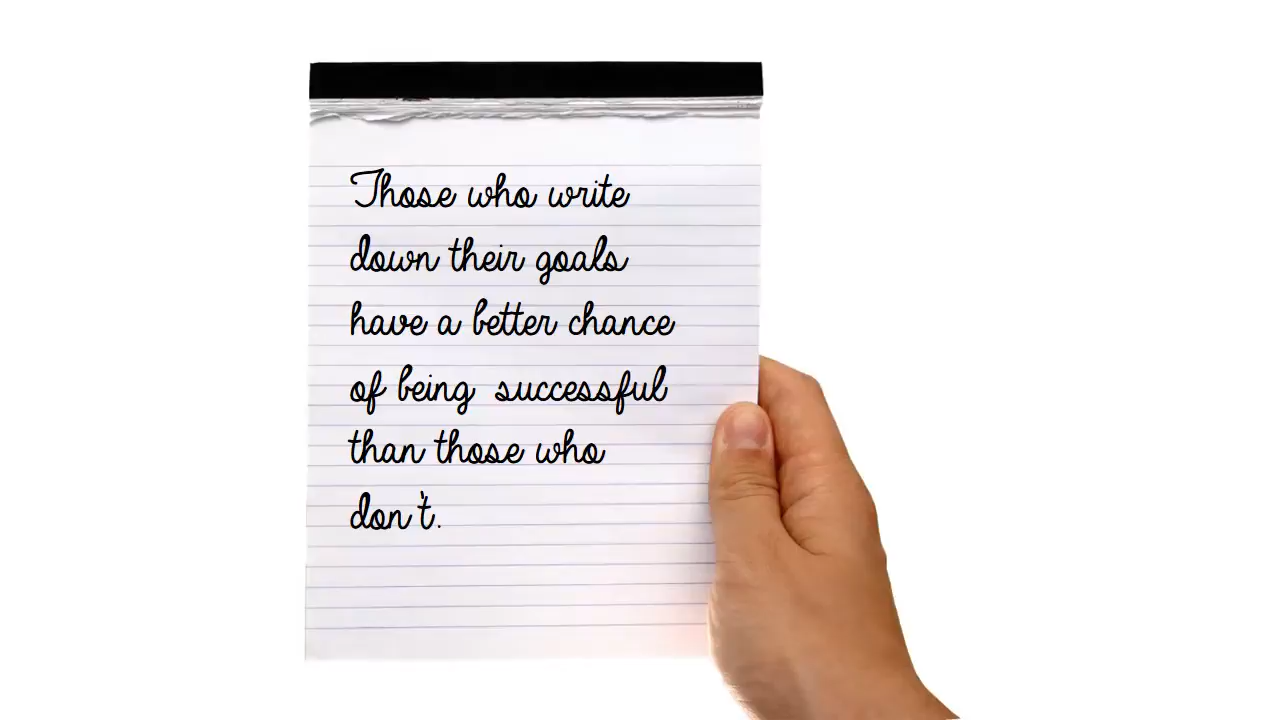 Those who write
down their goals
have a better chance
of being successful
than those who
don't.